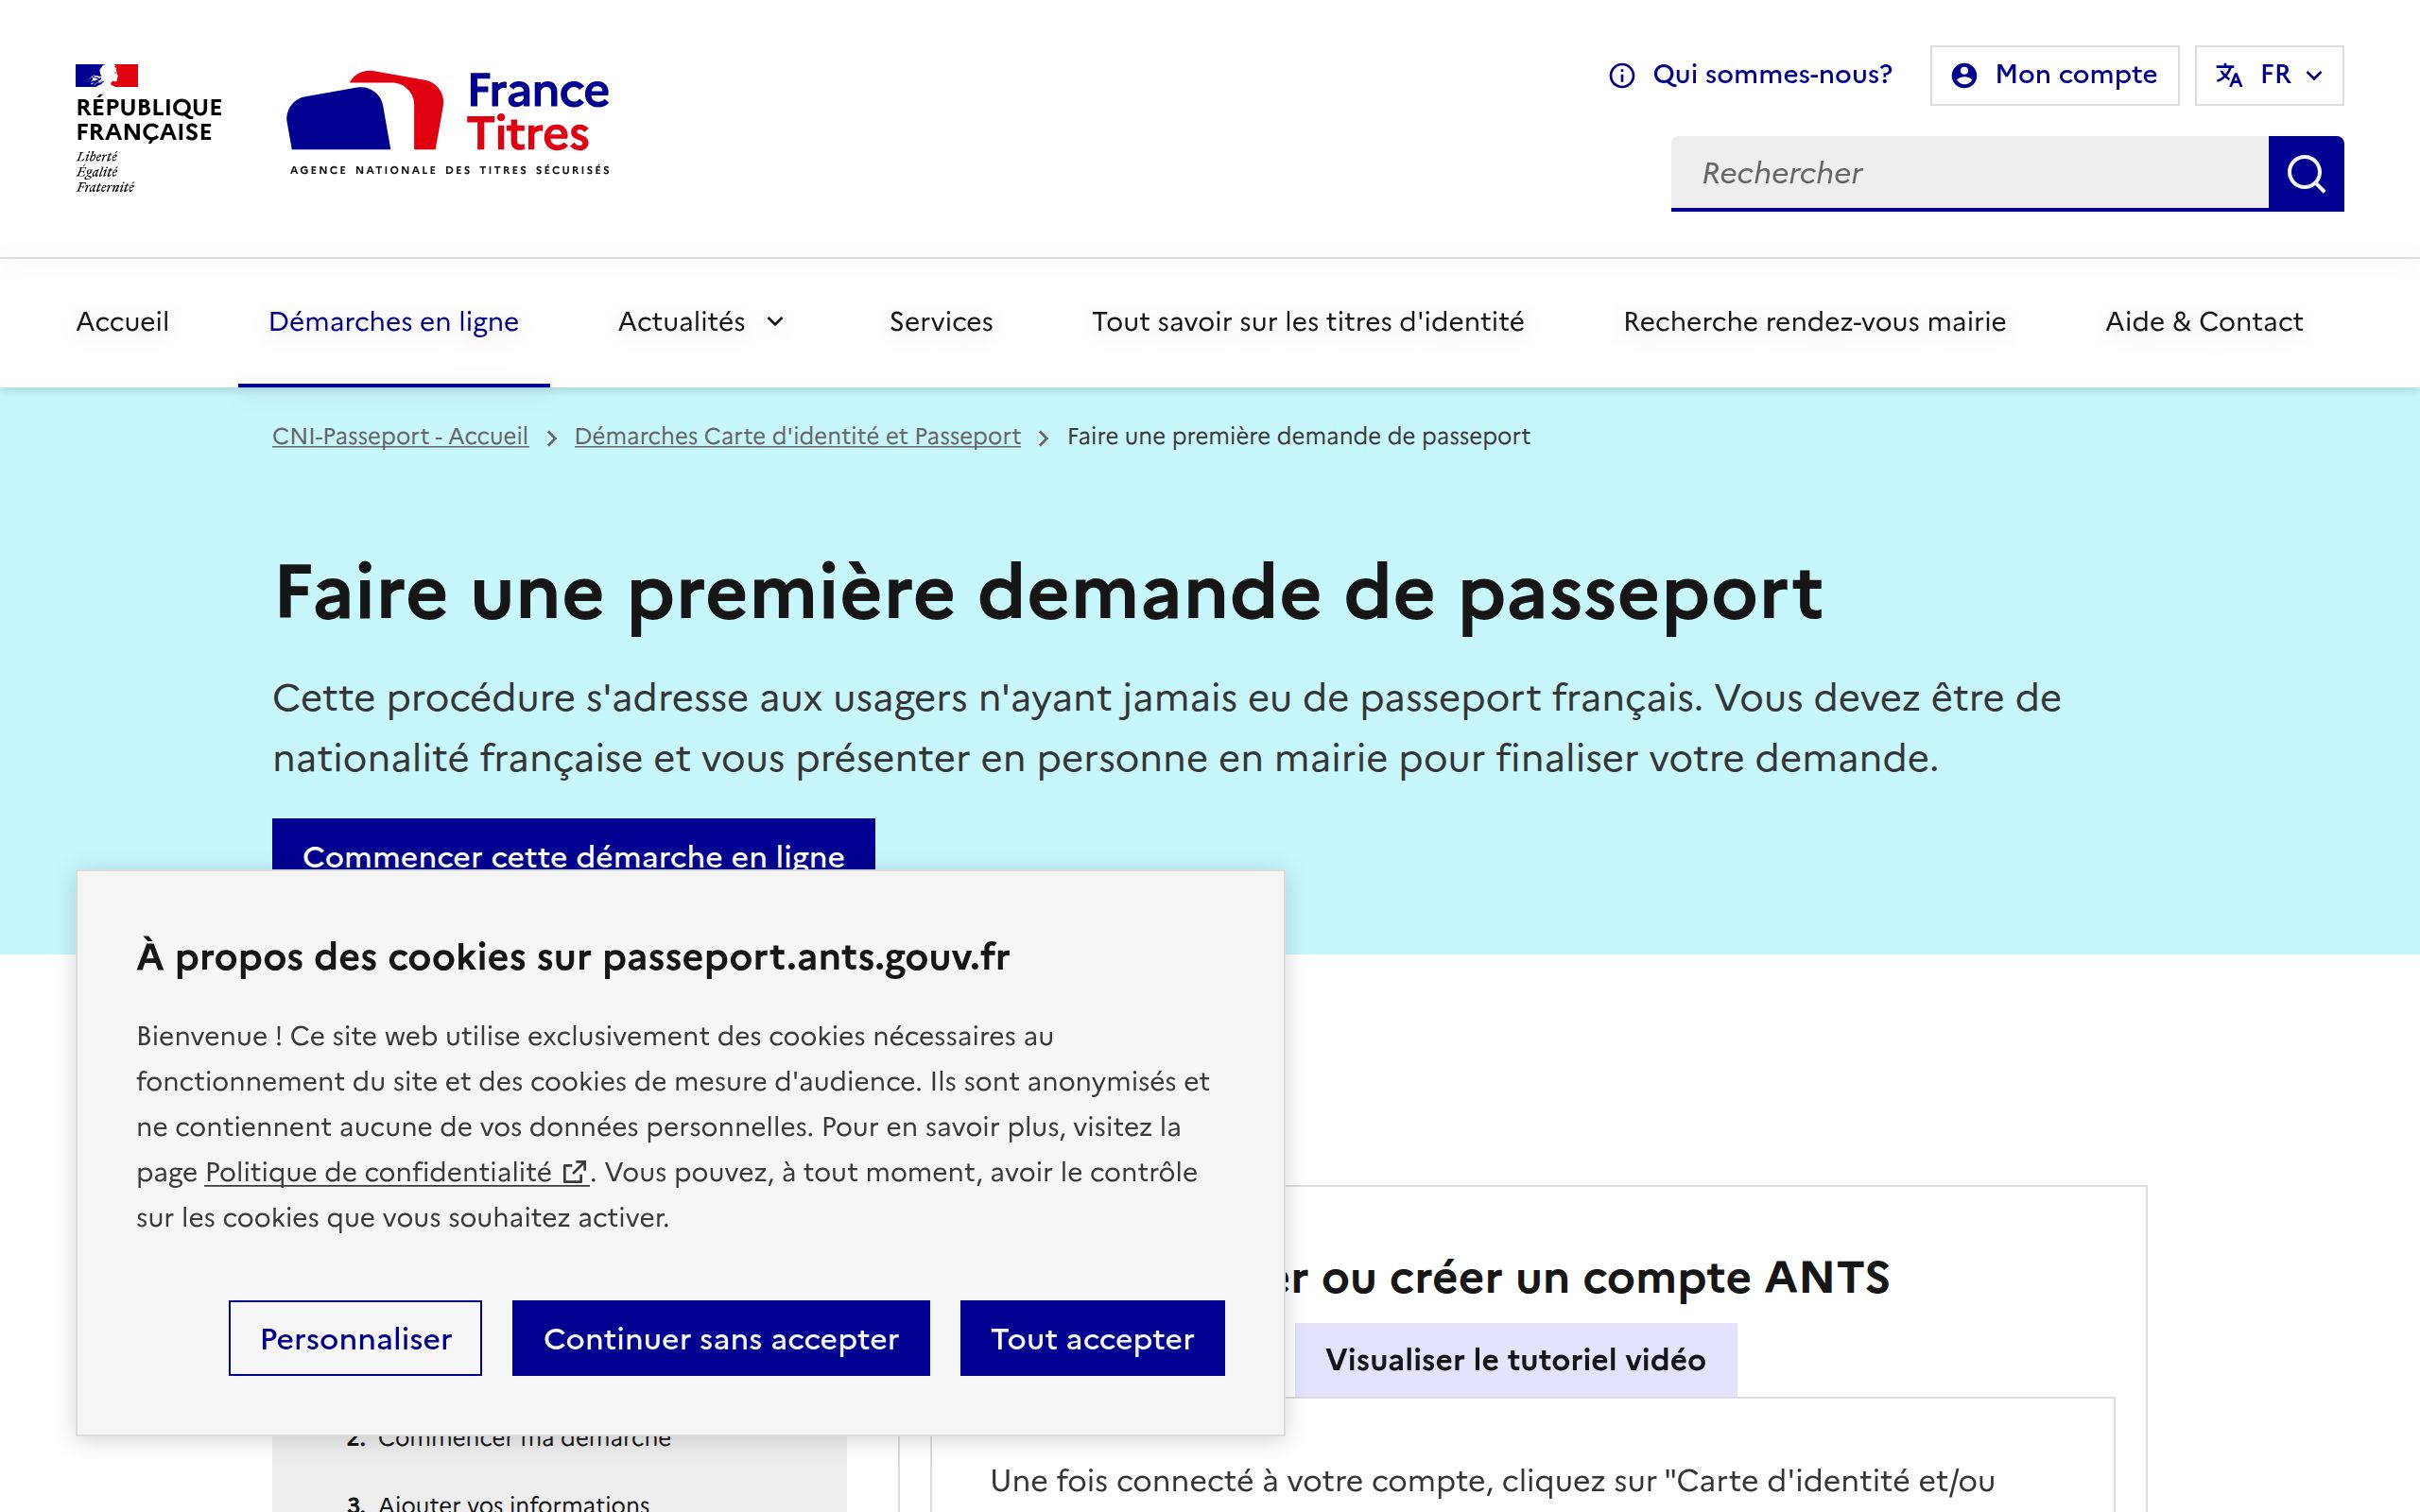 RÉPUBLIQUE
FRANÇAISE
Liberté
Égalité
Fraternité
France
Titres
AGENCE NATIONALE DES TITRES SÉCURISÉS
Qui sommes-nous?
Mon compte
FR
Rechercher
Accueil
Démarches en ligne
Actualités
Services
Tout savoir sur les titres d'identité
Recherche rendez-vous mairie
Aide & Contact
CNI-Passeport - Accueil
Démarches Carte d'identité et Passeport
Faire une première demande de passeport
Faire une première demande de passeport
Cette procédure s'adresse aux usagers n'ayant jamais eu de passeport français. Vous devez être de
nationalité française et vous présenter en personne en mairie pour finaliser votre demande.
Commencer cette démarche en ligne
À propos des cookies sur passeport.ants.gouv.fr
Bienvenue ! Ce site web utilise exclusivement des cookies nécessaires au
fonctionnement du site et des cookies de mesure d'audience. Ils sont anonymisés et
ne contiennent aucune de vos données personnelles. Pour en savoir plus, visitez la
page Politique de confidentialité. Vous pouvez, à tout moment, avoir le contrôle
sur les cookies que vous souhaitez activer.
Personnaliser
Continuer sans accepter
Tout accepter
ou créer un compte ANTS
Visualiser le tutoriel vidéo
2. Commencer ma démarche
3. Ajouter vos informations
Une fois connecté à votre compte, cliquez sur "Carte d'identité et/ou